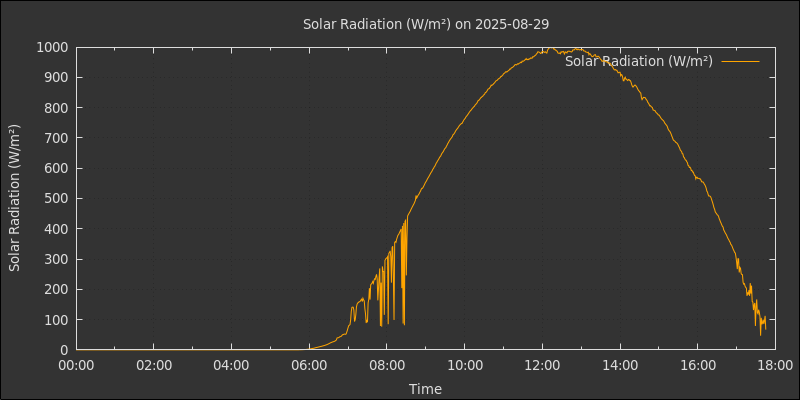 Solar Radiation (W/m²) on 2025-08-29
Solar Radiation (W/m²)
Solar Radiation (W/m²)
1000
900
800
700
600
500
400
300
200
100
0
00:00 02:00 04:00 06:00 08:00 10:00 12:00 14:00 16:00 18:00
Time